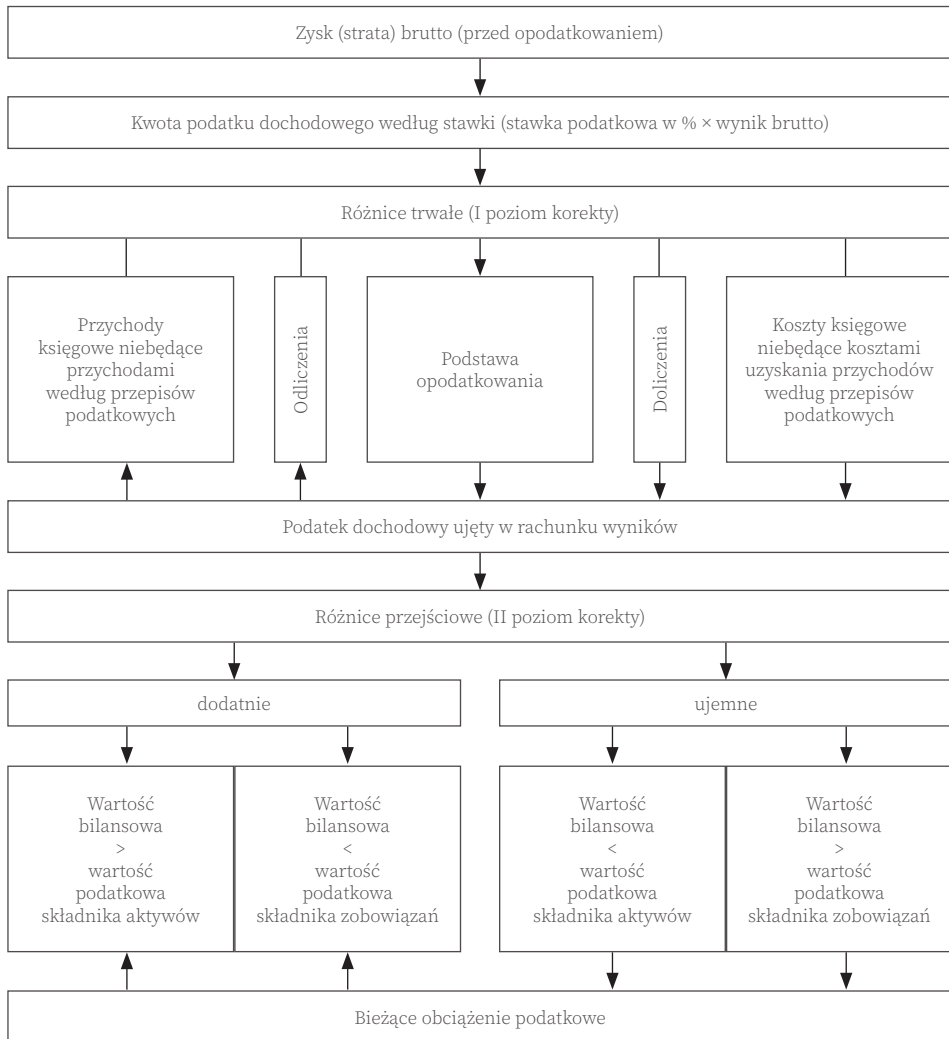 Zysk (strata) brutto (przed opodatkowaniem)
Kwota podatku dochodowego według stawki (stawka podatkowa w % × wynik brutto)
Różnice trwałe (I poziom korekty)
Przychody
księgowe niebędące
przychodami
według przepisów
podatkowych
Odliczenia
Podstawa
opodatkowania
Doliczenia
Koszty księgowe
niebędące kosztami
uzyskania przychodów
według przepisów
podatkowych
Podatek dochodowy ujęty w rachunku wyników
Różnice przejściowe (II poziom korekty)
dodatnie
ujemne
Wartość
bilansowa
>
wartość
podatkowa
składnika aktywów
Wartość
bilansowa
<
wartość
podatkowa
składnika zobowiązań
Wartość
bilansowa
<
wartość
podatkowa
składnika aktywów
Wartość
bilansowa
>
wartość
podatkowa
składnika zobowiązań
Bieżące obciążenie podatkowe